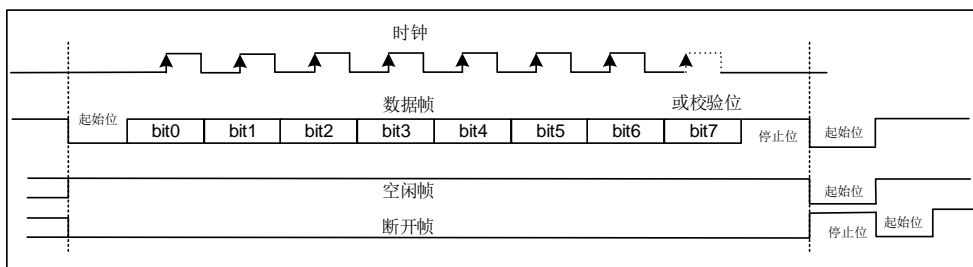 时钟
数据帧
或校验位
起始位 bit0 bit1 bit2 bit3 bit4 bit5 bit6 bit7 停止位 起始位
空闲帧 起始位
断开帧 停止位 起始位